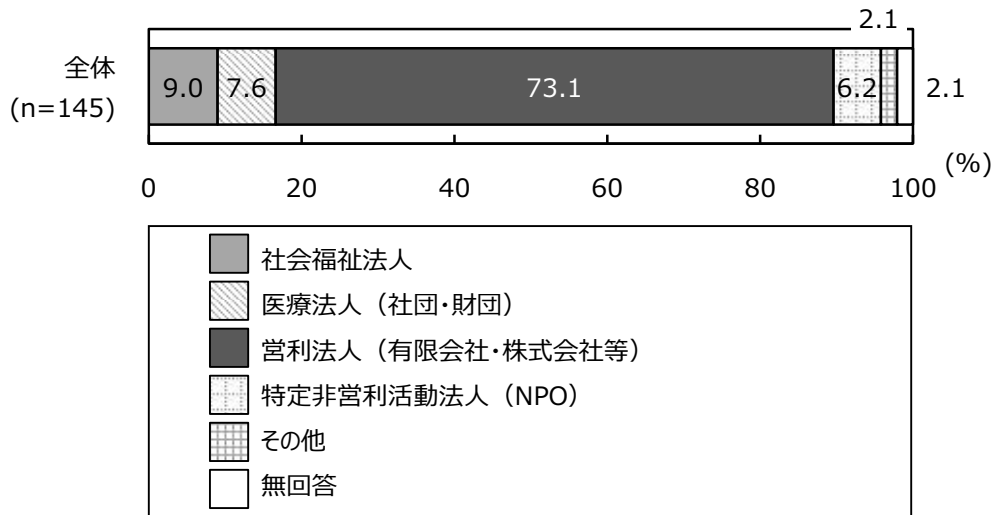 2.1
全体
(n=145)
9.0 7.6 73.1 6.2 2.1
(%)
0 20 40 60 80 100
社会福祉法人
医療法人（社団・財団）
営利法人（有限会社・株式会社等）
特定非営利活動法人（NPO）
その他
無回答